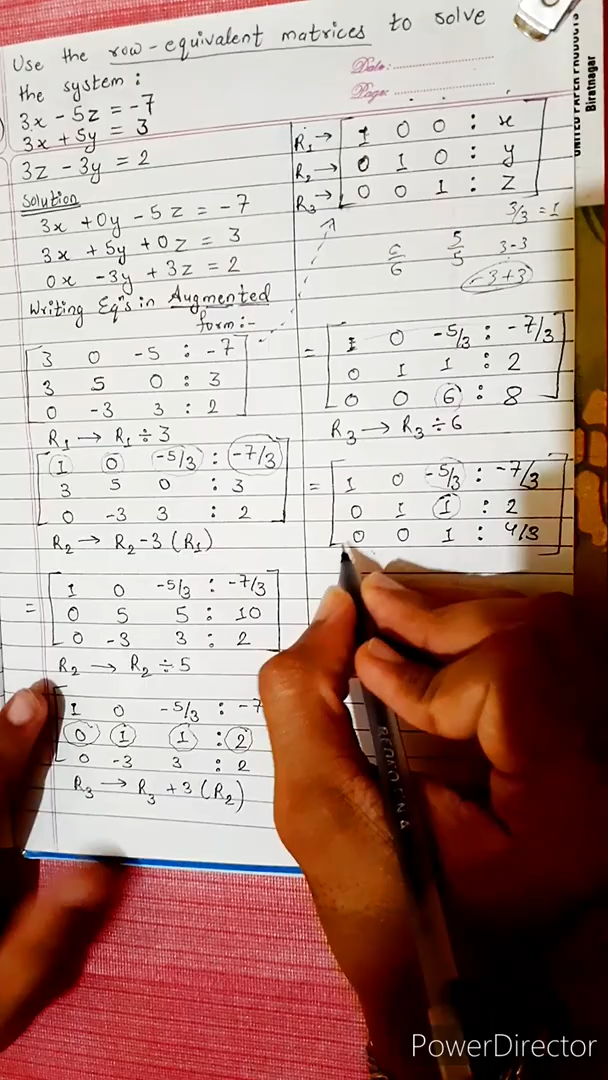 Use the row-equivalent matrices to solve
the system:
3x - 5z = -7
3x + 5y = 3
3z - 3y = 2
Solution
3x + 0y - 5z = -7
3x + 5y + 0z = 3
0x - 3y + 3z = 2
Writing Eqⁿs in Augmented
form:-
3 0 -5 : -7
3 5 0 : 3
0 -3 3 : 2
R₁ → R₁ ÷ 3
1 0 -5/3 : -7/3
3 5 0 : 3
0 -3 3 : 2
R₂ → R₂ - 3 (R₁)
= 1 0 -5/3 : -7/3
0 5 5 : 10
0 -3 3 : 2
R₂ → R₂ ÷ 5
1 0 -5/3 : -7
0 1 1 : 2
0 -3 3 : 2
R₃ → R₃ + 3 (R₂)
Date:
Page:
R₁ → 1 0 0 : x
R₂ → 0 1 0 : y
R₃ → 0 0 1 : z
3/3 = 1
6/6 5/5 3-3
-3+3
= 1 0 -5/3 : -7/3
0 1 1 : 2
0 0 6 : 8
R₃ → R₃ ÷ 6
= 1 0 -5/3 : -7/3
0 1 1 : 2
0 0 1 : 4/3
UNITED PAPER PRODUCTS
Biratnagar
PowerDirector